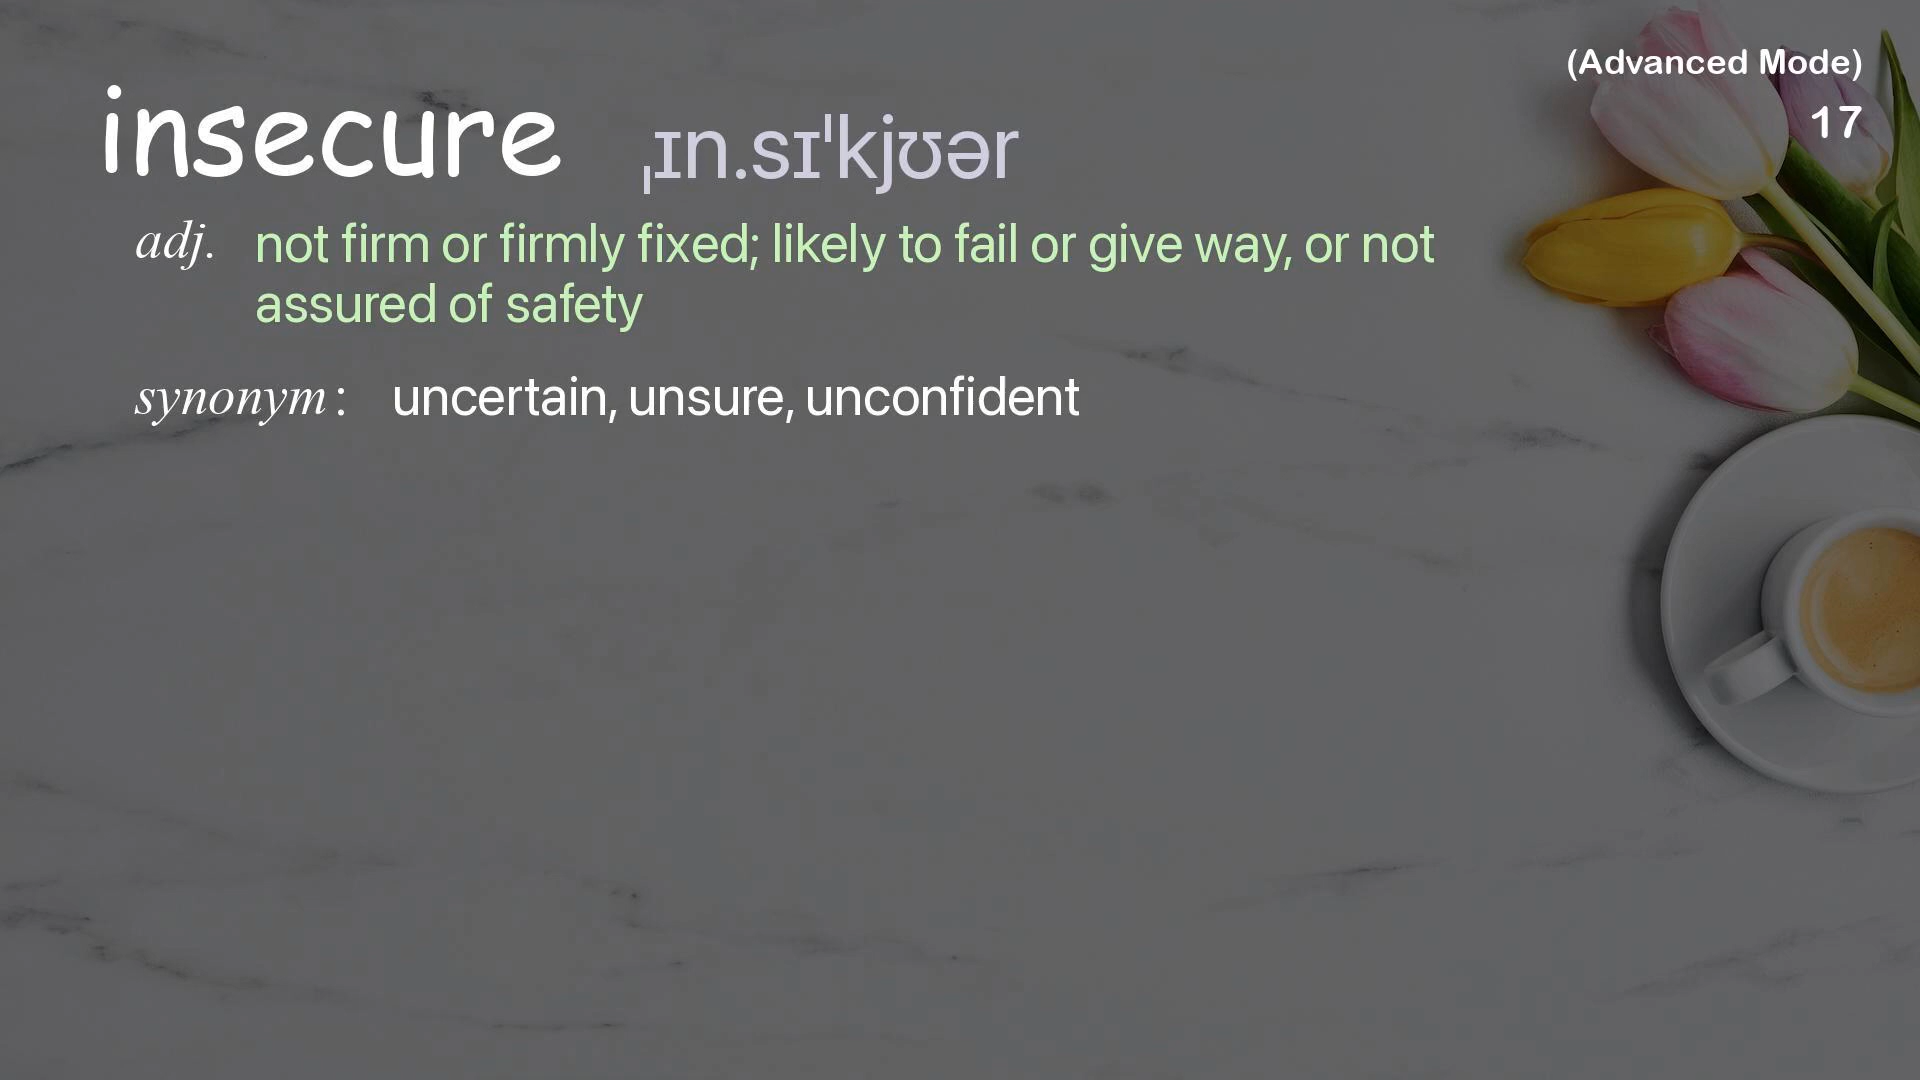 (Advanced Mode)
17
insecure ˌɪn.sɪˈkjʊər
adj. not firm or firmly fixed; likely to fail or give way, or not
assured of safety
synonym : uncertain, unsure, unconfident